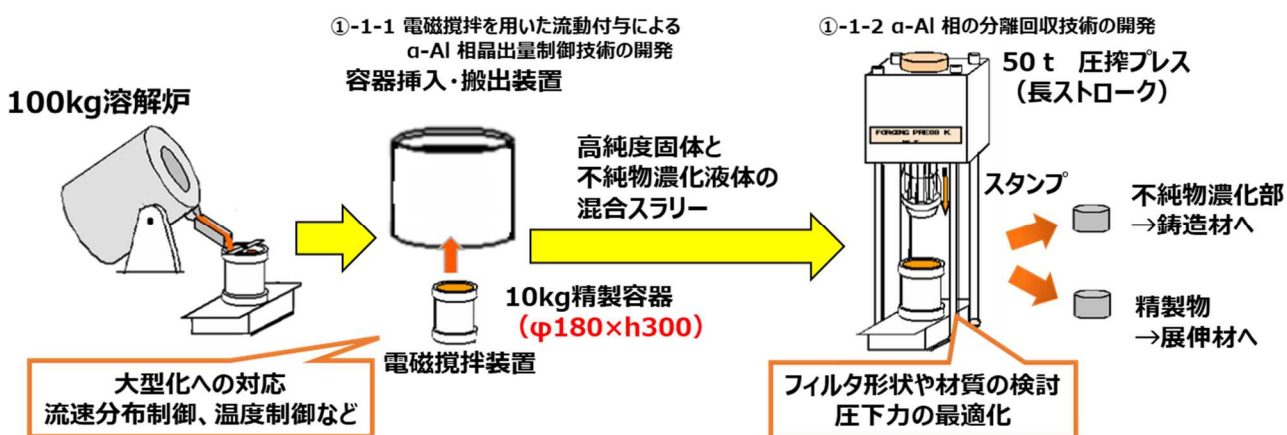 ①-1-1 電磁撹拌を用いた流動付与による
α-Al 相晶出量制御技術の開発
容器挿入・搬出装置
100kg溶解炉
電磁撹拌装置
10kg精製容器
（φ180×h300）
大型化への対応
流速分布制御、温度制御など
高純度固体と
不純物濃化液体の
混合スラリー
①-1-2 α-Al 相の分離回収技術の開発
50 t 圧搾プレス
（長ストローク）
FORGING PRESS K
スタンプ
不純物濃化部
→鋳造材へ
精製物
→展伸材へ
フィルタ形状や材質の検討
圧下力の最適化